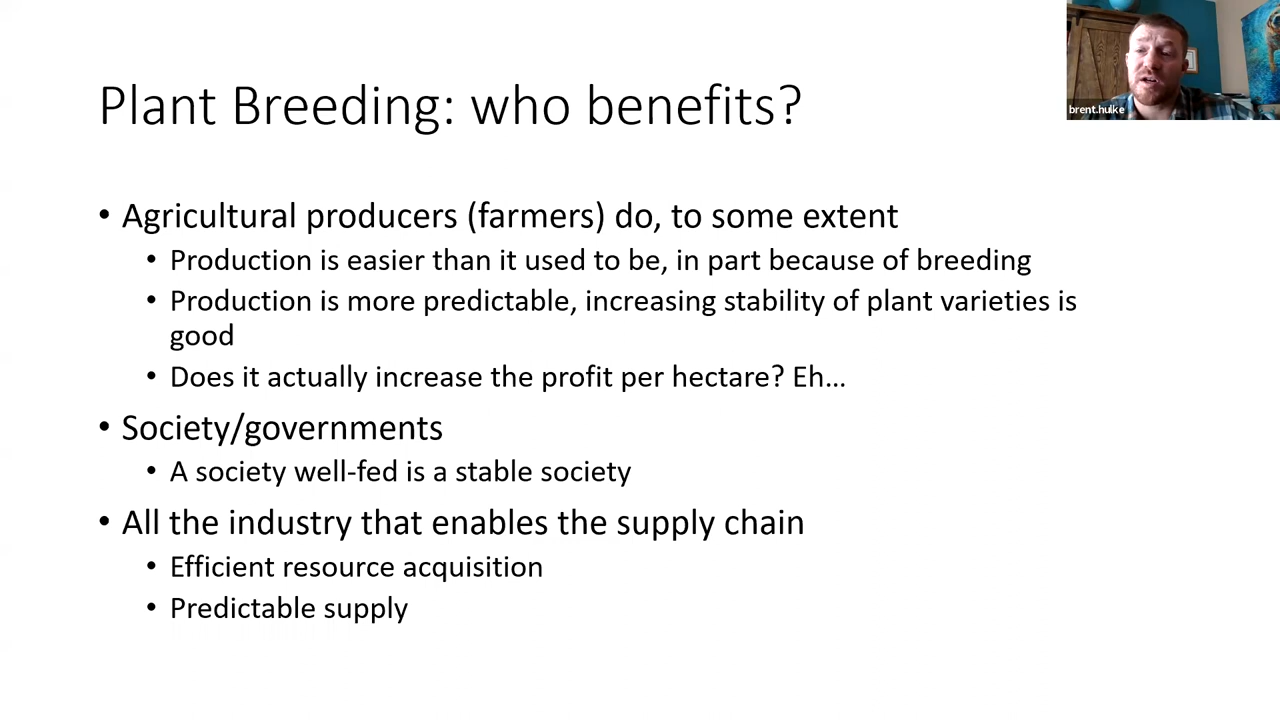 Plant Breeding: who benefits?
brent.hulke
• Agricultural producers (farmers) do, to some extent
• Production is easier than it used to be, in part because of breeding
• Production is more predictable, increasing stability of plant varieties is
good
• Does it actually increase the profit per hectare? Eh…
• Society/governments
• A society well-fed is a stable society
• All the industry that enables the supply chain
• Efficient resource acquisition
• Predictable supply